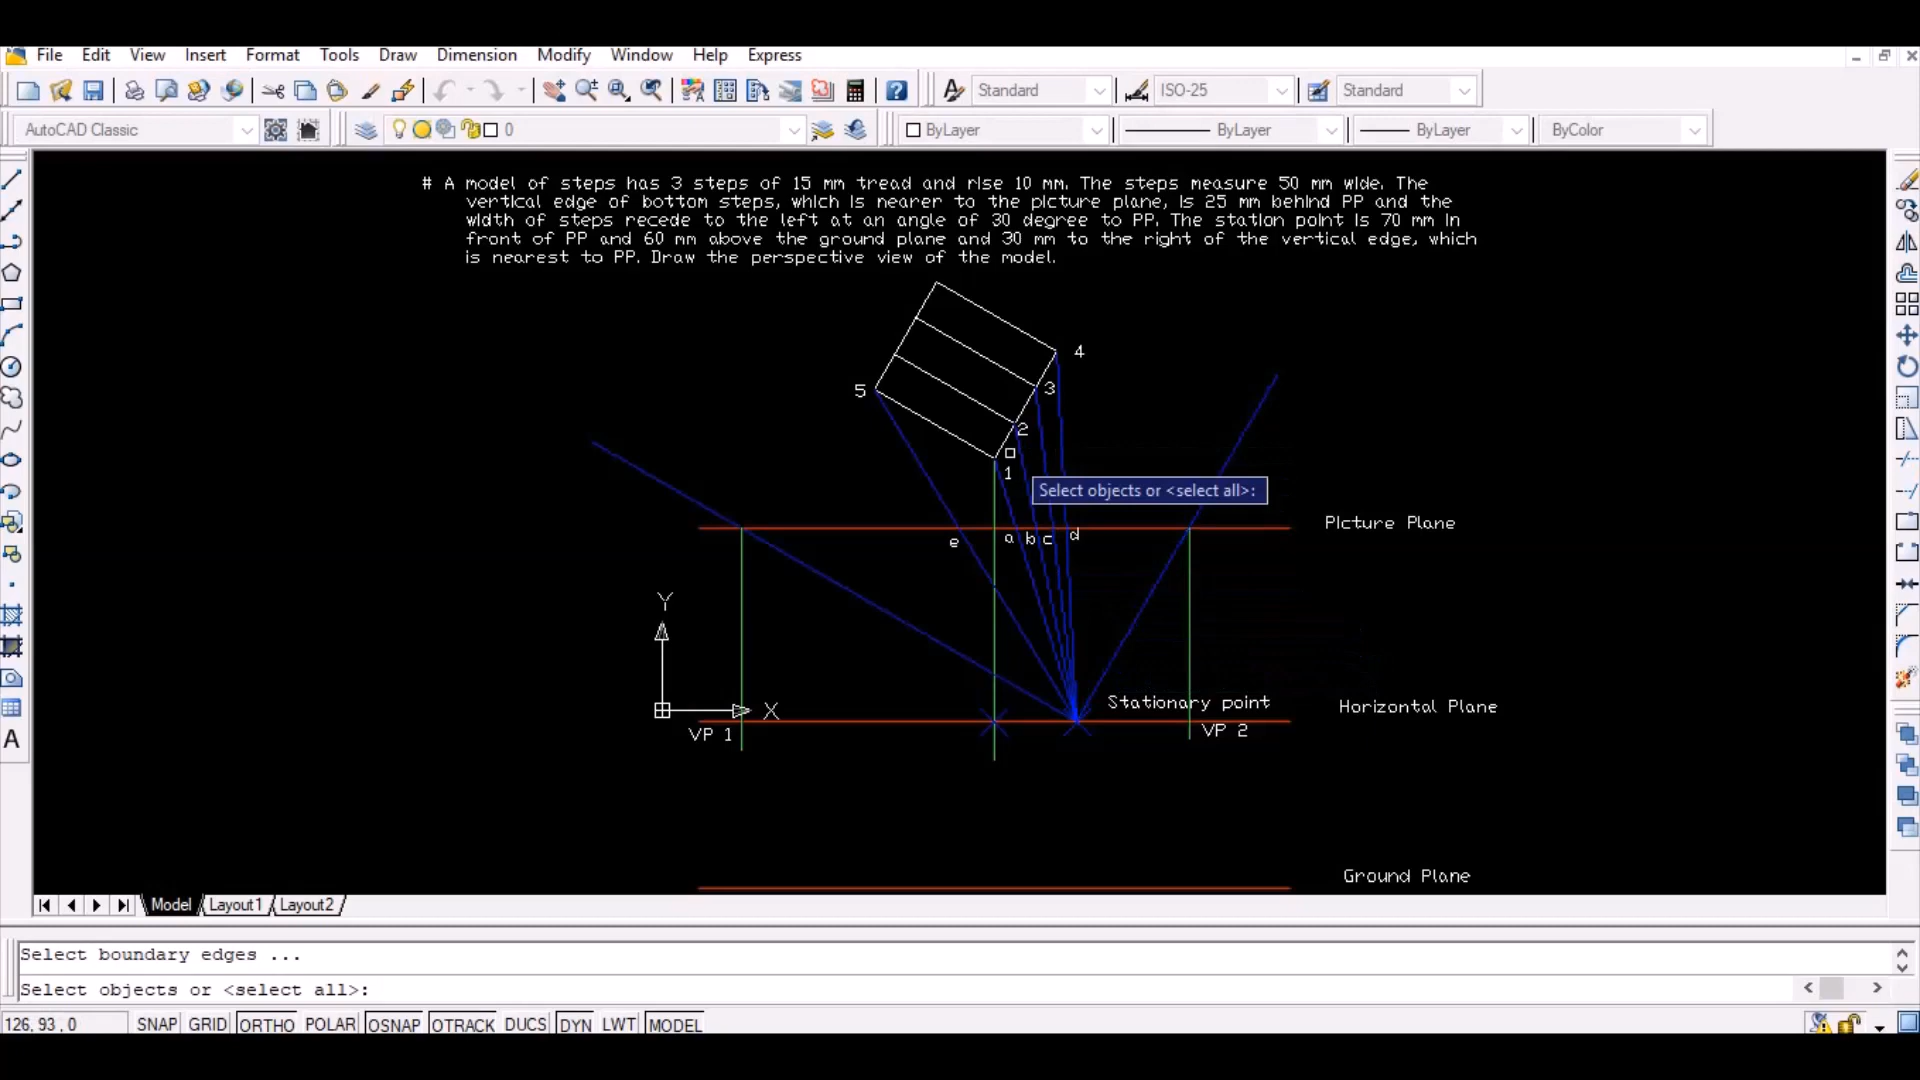 File Edit View Insert Format Tools Draw Dimension Modify Window Help Express
Standard ISO-25 Standard
AutoCAD Classic 0 ByLayer ByLayer ByLayer ByColor
# A model of steps has 3 steps of 15 mm tread and rise 10 mm. The steps measure 50 mm wide. The
vertical edge of bottom steps, which is nearer to the picture plane, is 25 mm behind PP and the
width of steps recede to the left at an angle of 30 degree to PP. The station point is 70 mm in
front of PP and 60 mm above the ground plane and 30 mm to the right of the vertical edge, which
is nearest to PP. Draw the perspective view of the model.
4
5 3
2
1
Select objects or <select all>:
Picture Plane
e a b c d
Y
Stationary point
Horizontal Plane
X
VP 1 VP 2
A
Ground Plane
Model Layout1 Layout2
Select boundary edges ...
Select objects or <select all>:
126, 93 , 0 SNAP GRID ORTHO POLAR OSNAP OTRACK DUCS DYN LWT MODEL